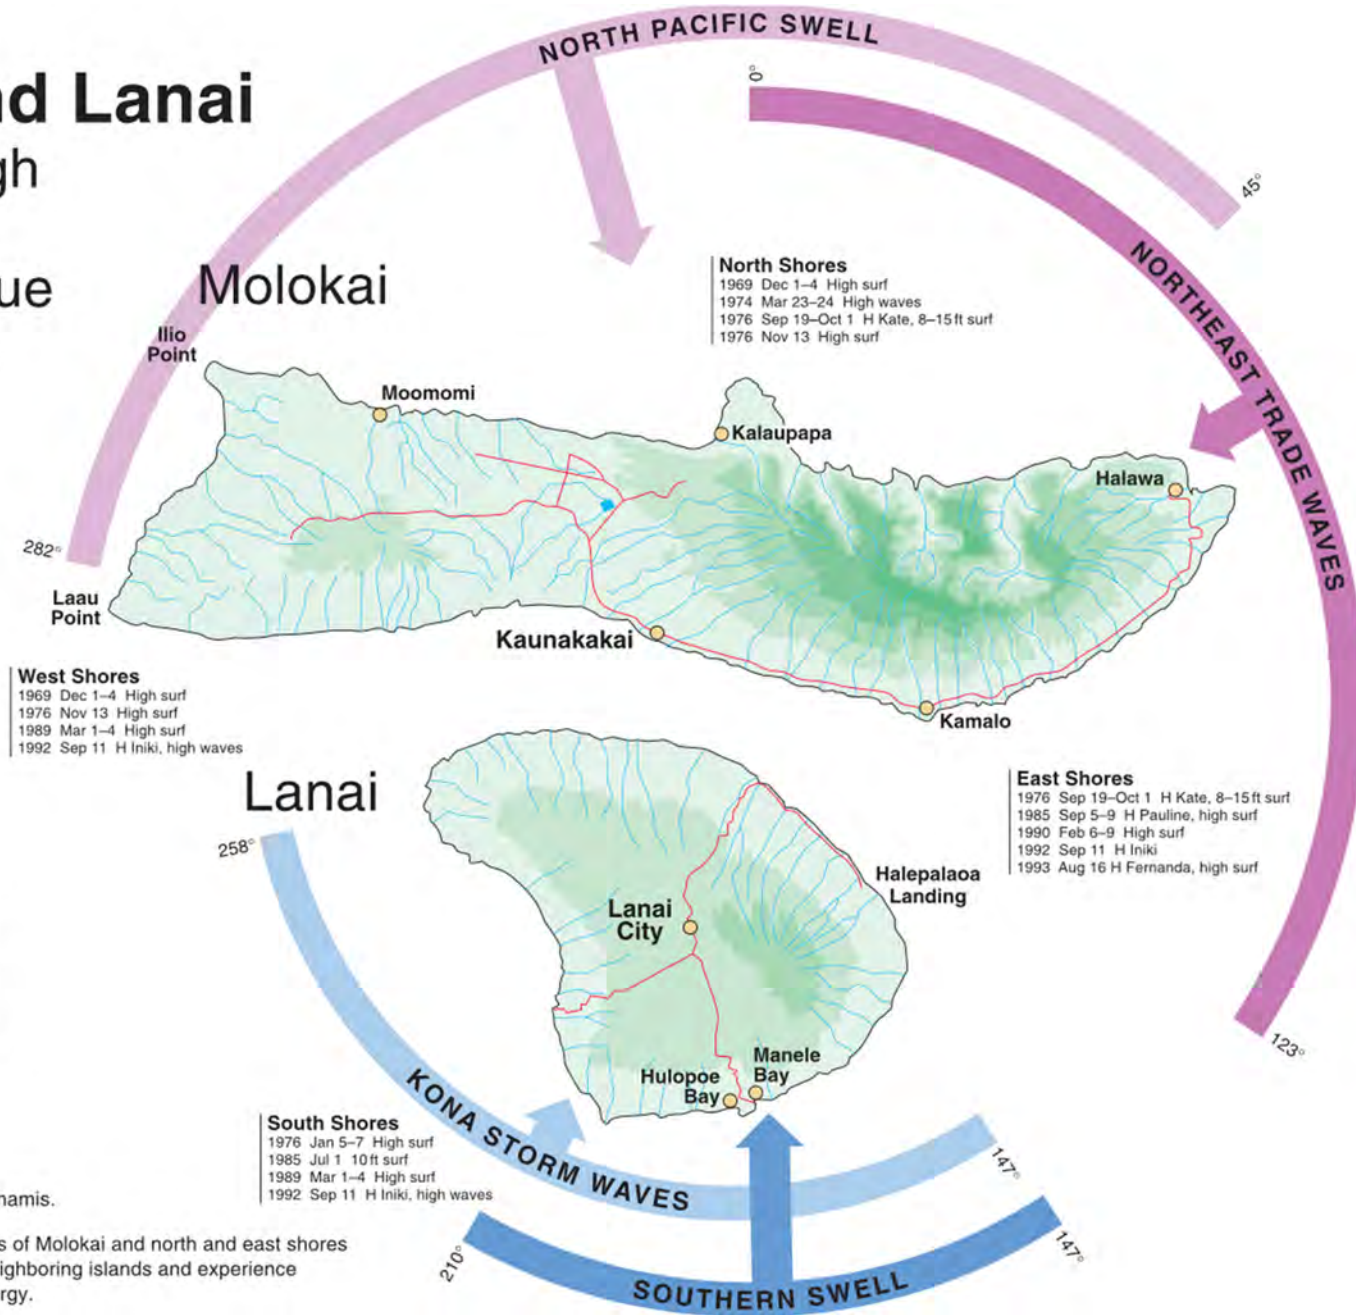 NORTH PACIFIC SWELL
0°
nd Lanai
gh
ue
45°
NORTHEAST TRADE WAVES
Molokai
Ilio
Point
North Shores
1969 Dec 1–4 High surf
1974 Mar 23–24 High waves
1976 Sep 19–Oct 1 H Kate, 8–15 ft surf
1976 Nov 13 High surf
Moomomi
Kalaupapa
Halawa
282°
Laau
Point
Kaunakakai
Kamalo
West Shores
1969 Dec 1–4 High surf
1976 Nov 13 High surf
1989 Mar 1–4 High surf
1992 Sep 11 H Iniki, high waves
Lanai
East Shores
1976 Sep 19–Oct 1 H Kate, 8–15 ft surf
1985 Sep 5–9 H Pauline, high surf
1990 Feb 6–9 High surf
1992 Sep 11 H Iniki
1993 Aug 16 H Fernanda, high surf
258°
Halepalaoa
Landing
Lanai
City
123°
Manele
Bay
Hulopoe
Bay
KONA STORM WAVES
147°
South Shores
1976 Jan 5–7 High surf
1985 Jul 1 10 ft surf
1989 Mar 1–4 High surf
1992 Sep 11 H Iniki, high waves
namis.
s of Molokai and north and east shores
ighboring islands and experience
rgy.
210°
147°
SOUTHERN SWELL